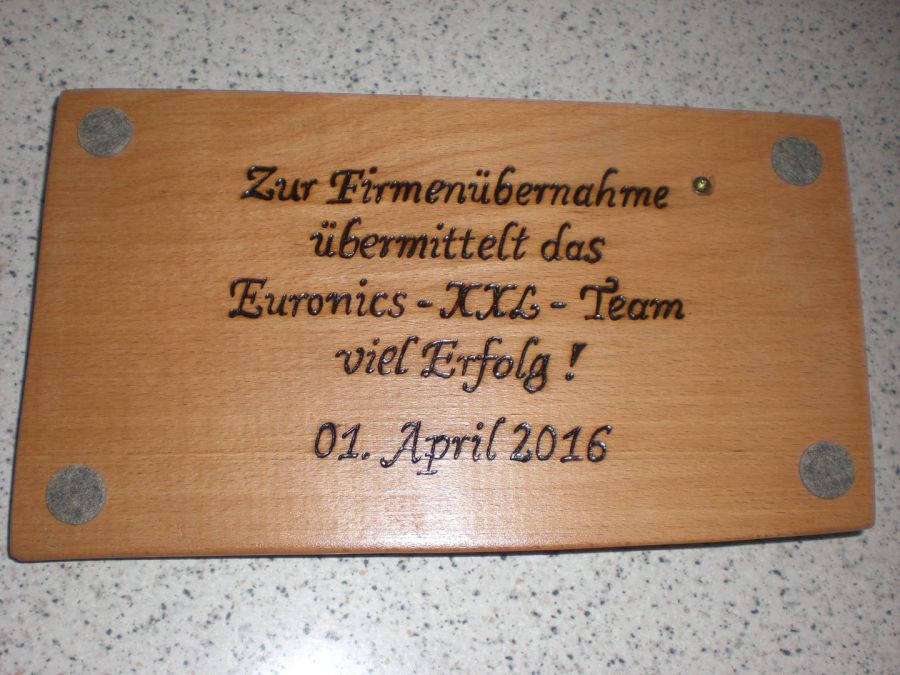 Zur Firmenübernahme
übermittelt das
Euronics - XXL - Team
viel Erfolg !
01. April 2016